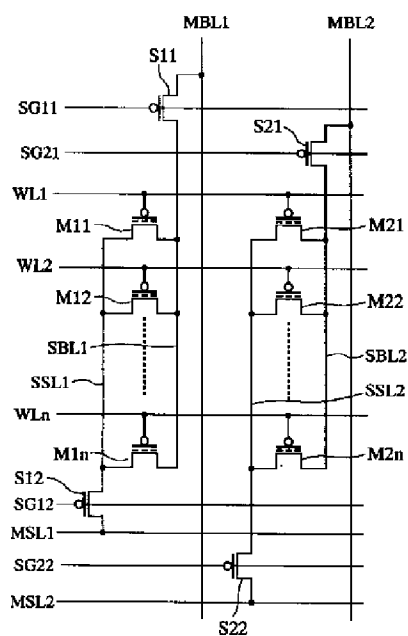 MBL1 MBL2
S11
SG11
S21
SG21
WL1
M11 M21
WL2
M12 M22
SBL1 SBL2
SSL1 SSL2
WLn
M1n M2n
S12
SG12
MSL1
SG22
MSL2
S22